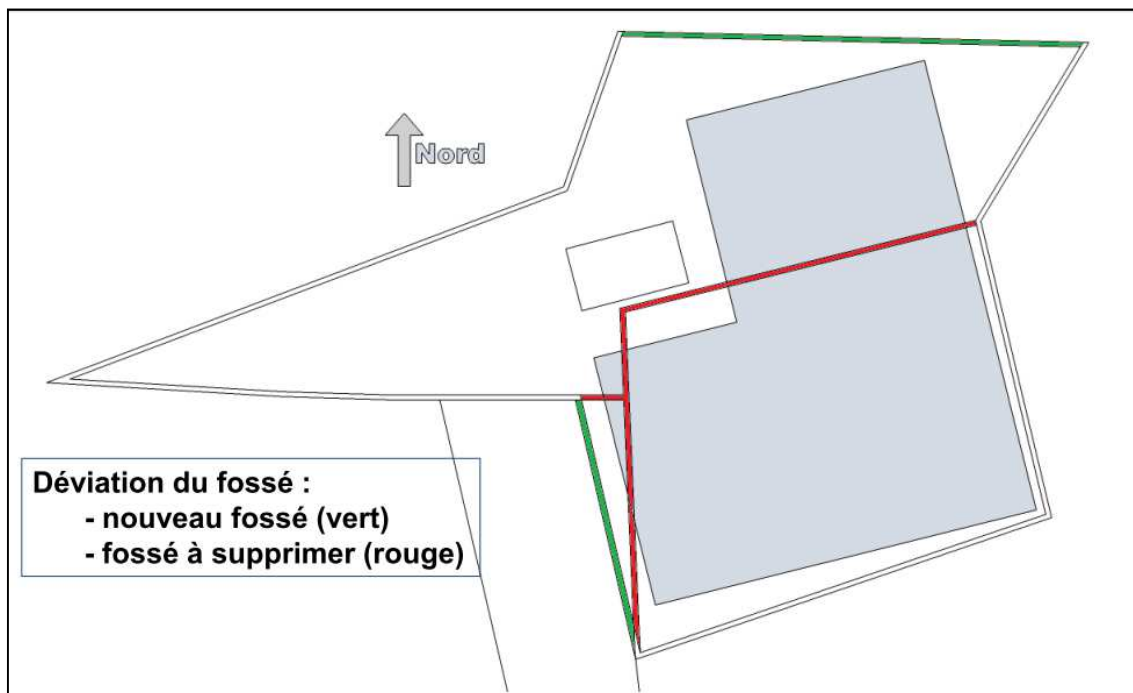 Nord
Déviation du fossé :
- nouveau fossé (vert)
- fossé à supprimer (rouge)